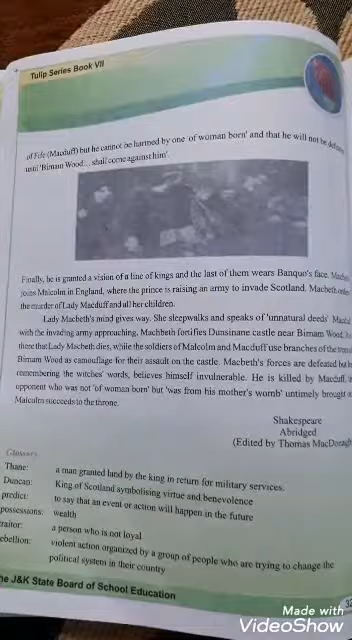 Tulip Series Book VII
of Fife (Macduff) but he cannot be harmed by one 'of woman born' and that he will not be
until 'Birnam Wood... shall come against him'.
Finally, he is granted a vision of a line of kings and the last of them wears Banquo's face.
joins Malcolm in England, where the prince is raising an army to invade Scotland. Macbeth
the murder of Lady Macduff and all her children.
Lady Macbeth's mind gives way. She sleepwalks and speaks of 'unnatural deeds'
with the invading army approaching, Machbeth fortifies Dunsinane castle near Birnam Wood.
there that Lady Macbeth dies, while the soldiers of Malcolm and Macduff use branches of the
Birnam Wood as camouflage for their assault on the castle. Macbeth's forces are defeated but
remembering the witches' words, believes himself invulnerable. He is killed by Macduff,
opponent who was not 'of woman born' but 'was from his mother's womb' untimely brought
Malcolm succeeds to the throne.
Shakespeare
Abridged
(Edited by Thomas MacDonagh
Glossary
Thane: a man granted land by the king in return for military services.
Duncan: King of Scotland symbolising virtue and benevolence
predict: to say that an event or action will happen in the future
possessions: wealth
raitor: a person who is not loyal
ebellion: violent action organized by a group of people who are trying to change the
political system in their country
he J&K State Board of School Education
Made with
VideoShow